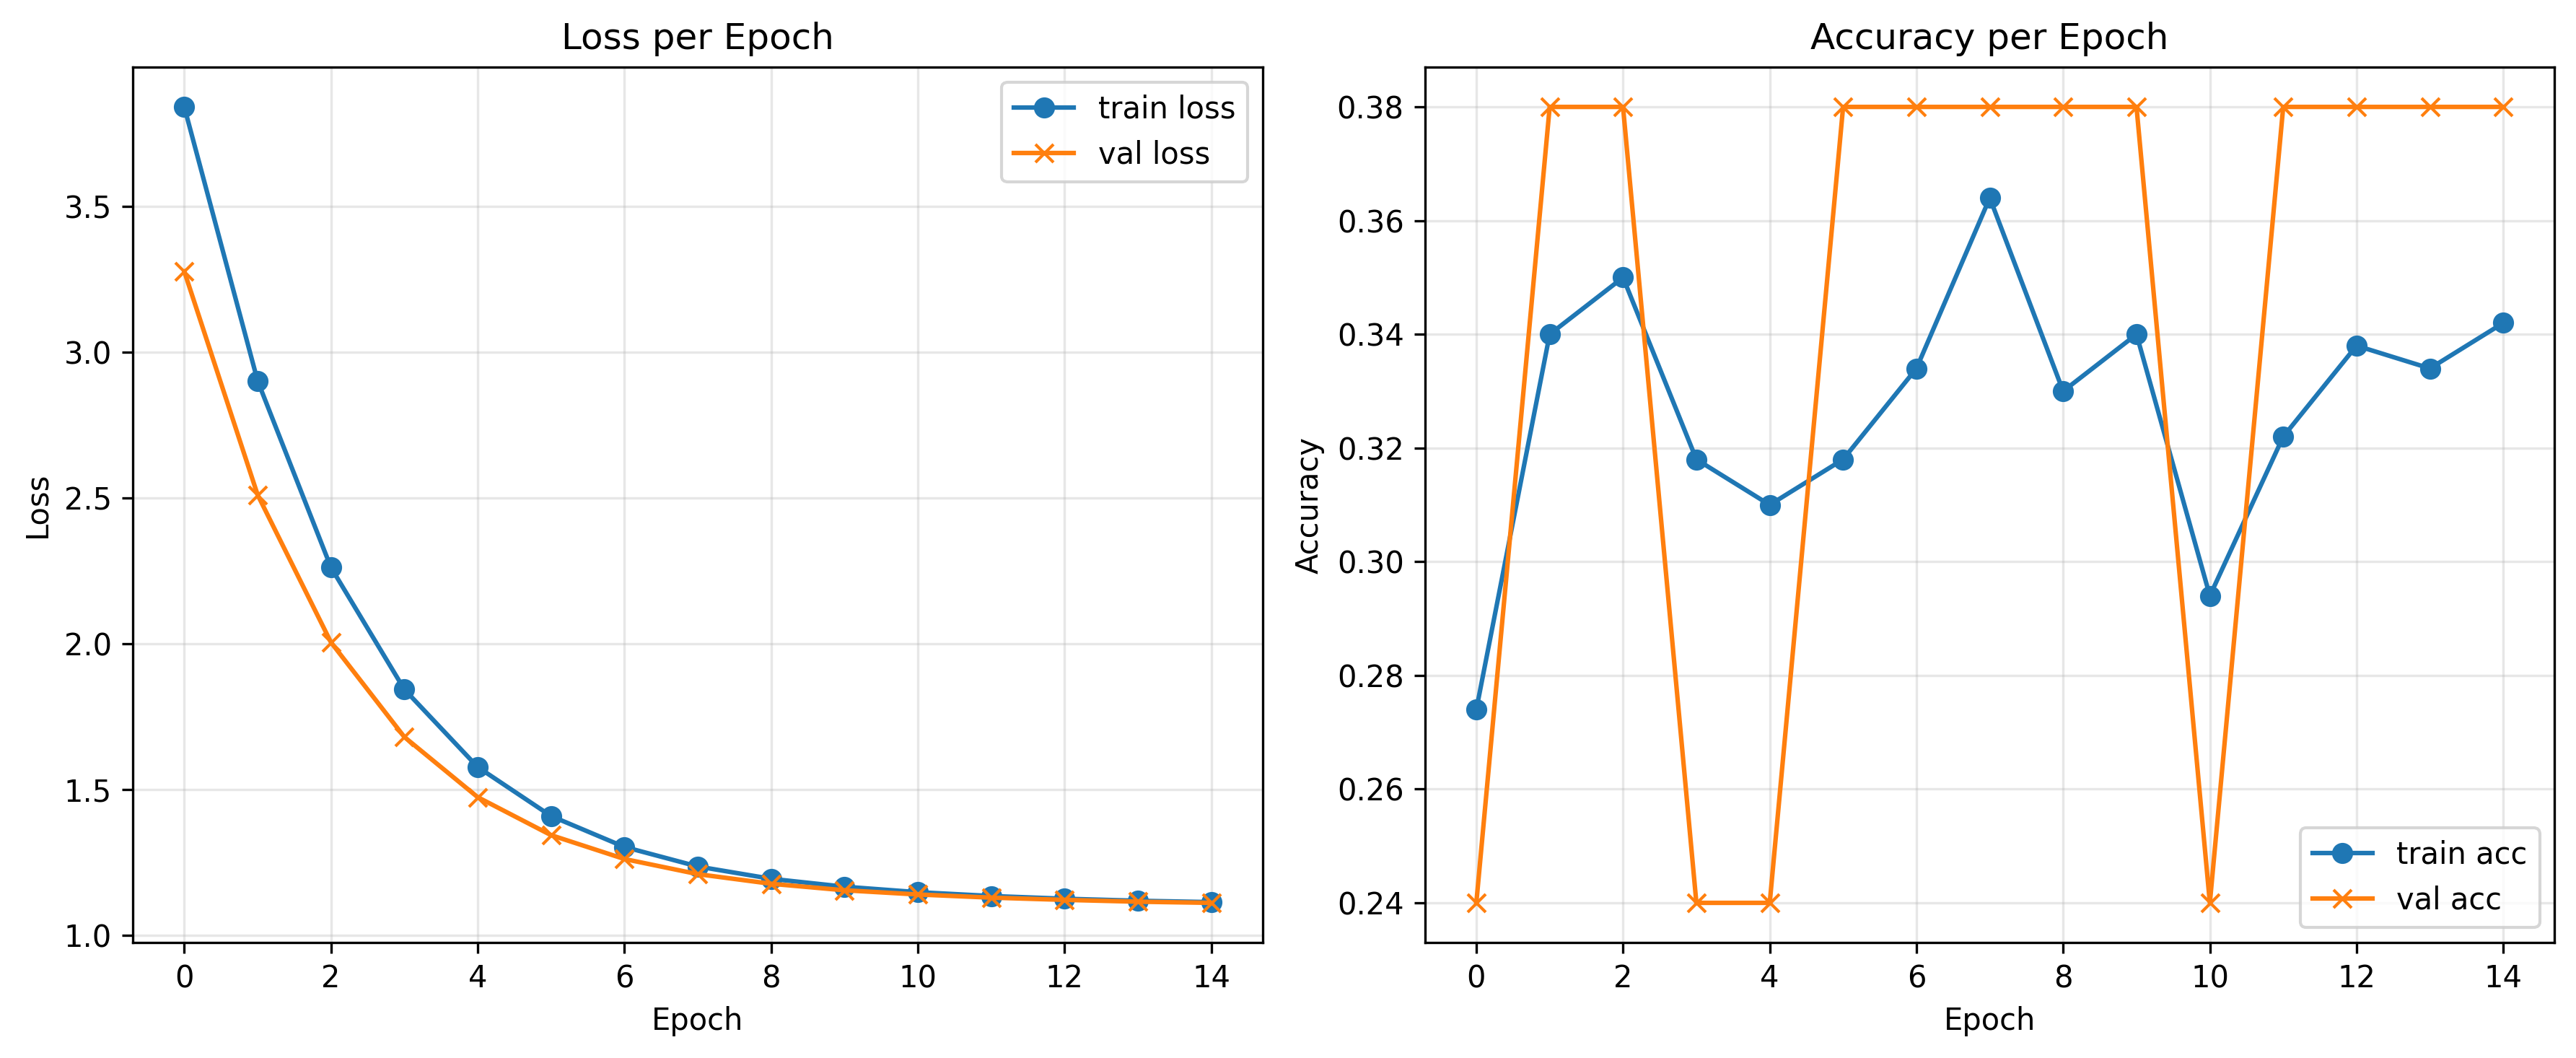 Loss per Epoch
train loss
val loss
3.5
3.0
2.5
2.0
1.5
1.0
Loss
0 2 4 6 8 10 12 14
Epoch
Accuracy per Epoch
0.38
0.36
0.34
0.32
0.30
0.28
0.26
0.24
Accuracy
train acc
val acc
0 2 4 6 8 10 12 14
Epoch